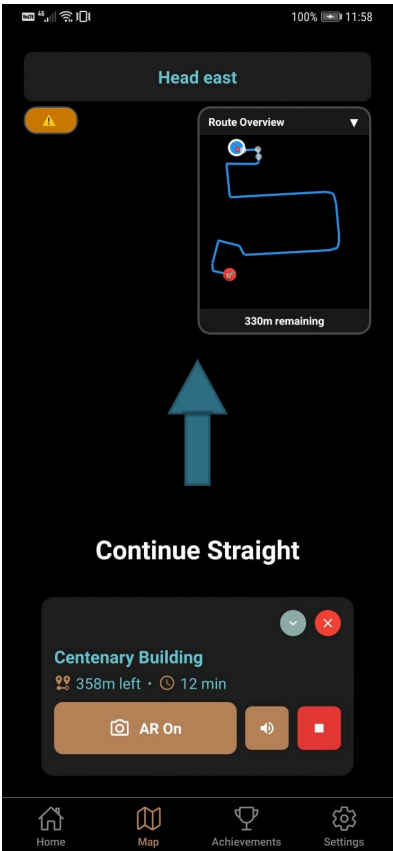 100% 11:58
Head east
Route Overview
330m remaining
Continue Straight
Centenary Building
358m left · 12 min
AR On
Home Map Achievements Settings